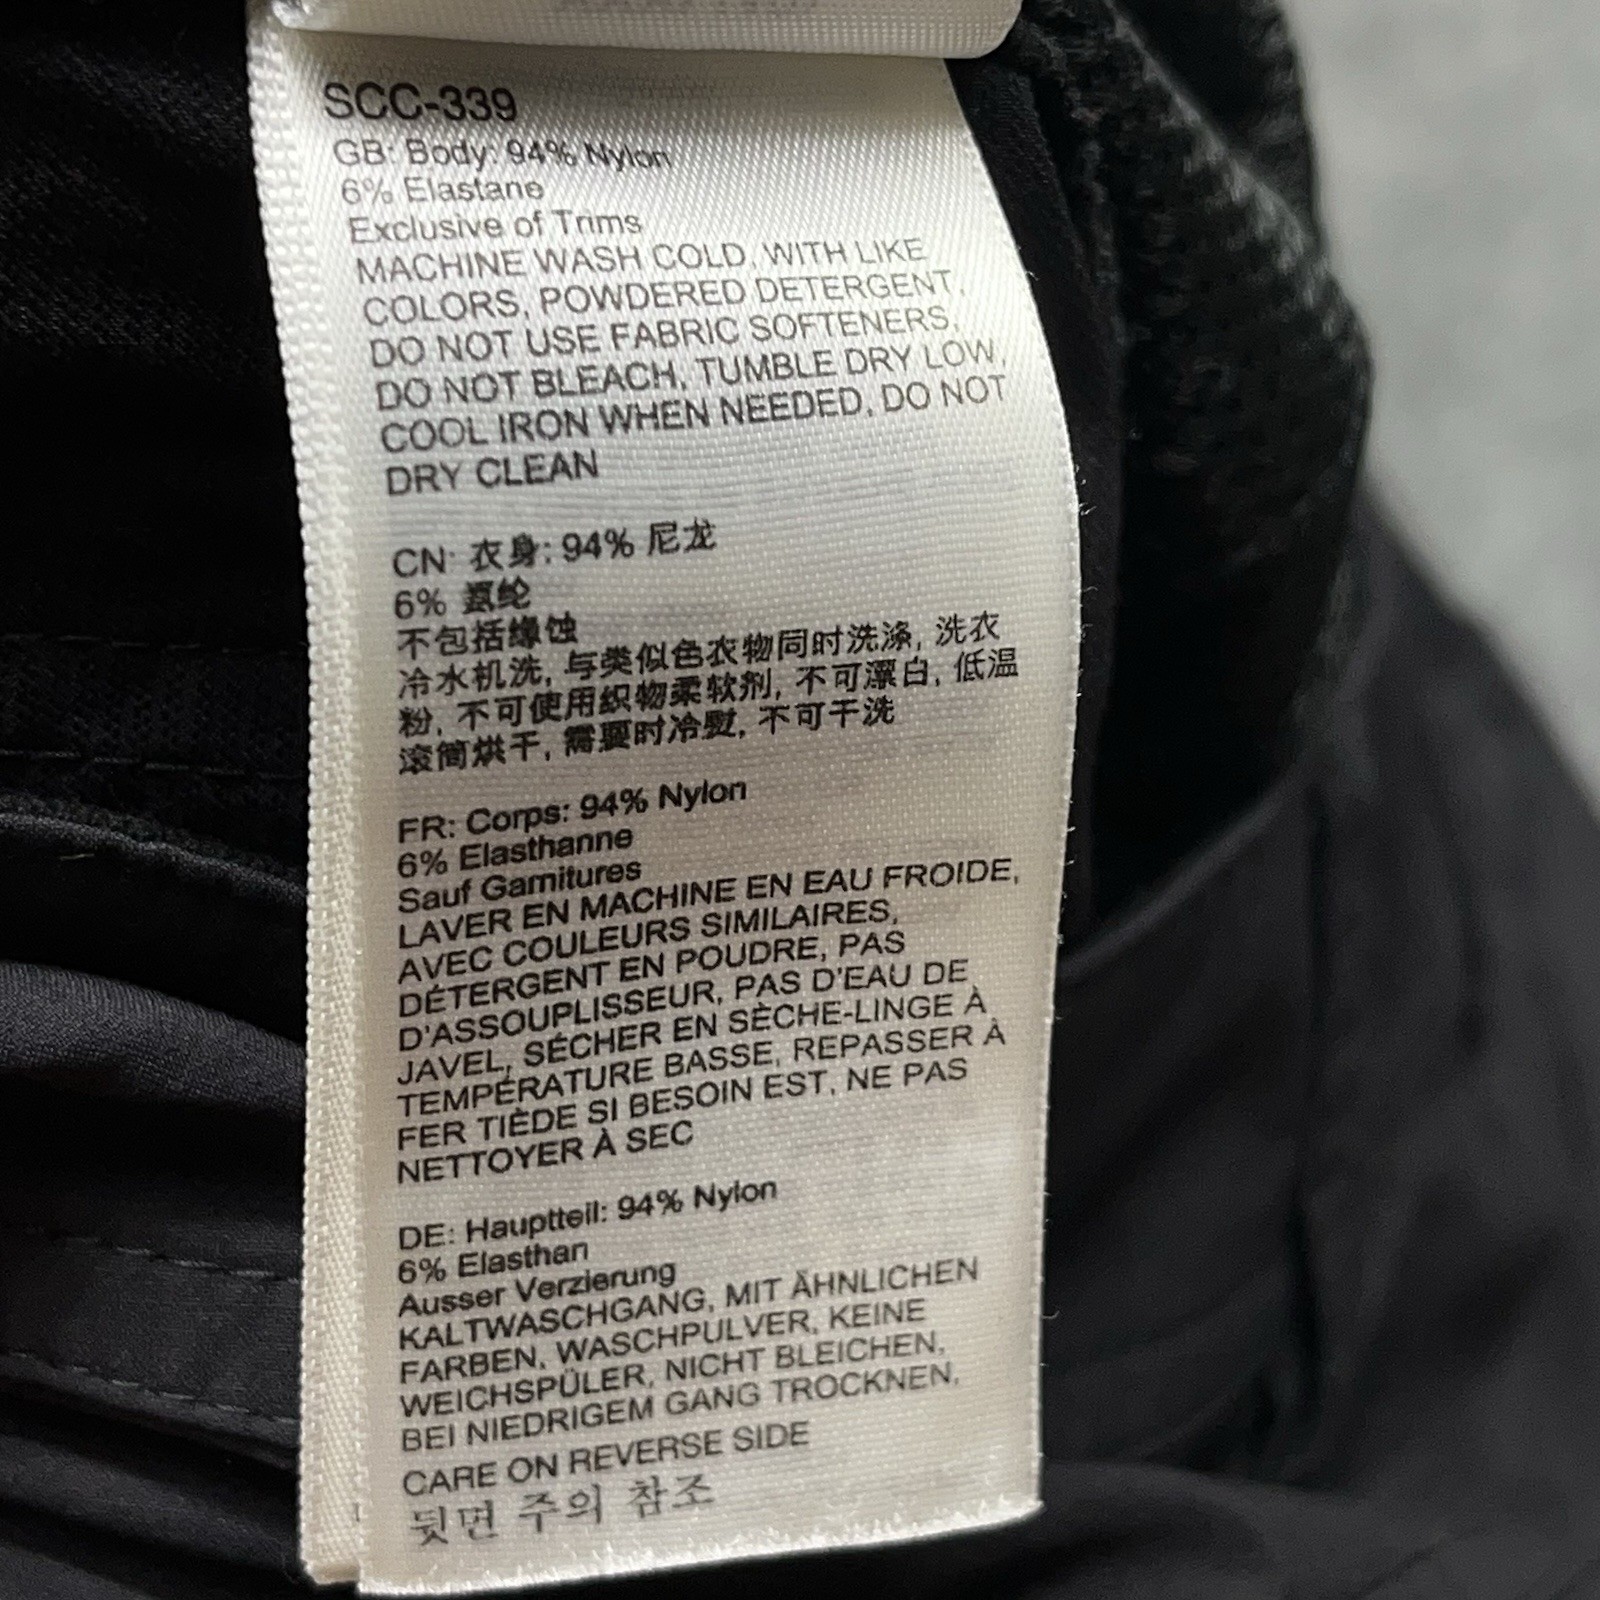 SCC-339
GB: Body: 94% Nylon
6% Elastane
Exclusive of Trims
MACHINE WASH COLD, WITH LIKE
COLORS, POWDERED DETERGENT,
DO NOT USE FABRIC SOFTENERS,
DO NOT BLEACH, TUMBLE DRY LOW,
COOL IRON WHEN NEEDED, DO NOT
DRY CLEAN
CN: 衣身: 94% 尼龙
6% 氨纶
不包括缘蚀
冷水机洗, 与类似色衣物同时洗涤, 洗衣
粉, 不可使用织物柔软剂, 不可漂白, 低温
滚筒烘干, 需要时冷熨, 不可干洗
FR: Corps: 94% Nylon
6% Elasthanne
Sauf Garnitures
LAVER EN MACHINE EN EAU FROIDE,
AVEC COULEURS SIMILAIRES,
DÉTERGENT EN POUDRE, PAS
D'ASSOUPLISSEUR, PAS D'EAU DE
JAVEL, SÉCHER EN SÈCHE-LINGE À
TEMPÉRATURE BASSE, REPASSER À
FER TIÈDE SI BESOIN EST, NE PAS
NETTOYER À SEC
DE: Hauptteil: 94% Nylon
6% Elasthan
Ausser Verzierung
KALTWASCHGANG, MIT ÄHNLICHEN
FARBEN, WASCHPULVER, KEINE
WEICHSPÜLER, NICHT BLEICHEN,
BEI NIEDRIGEM GANG TROCKNEN,
CARE ON REVERSE SIDE
뒷면 주의 참조